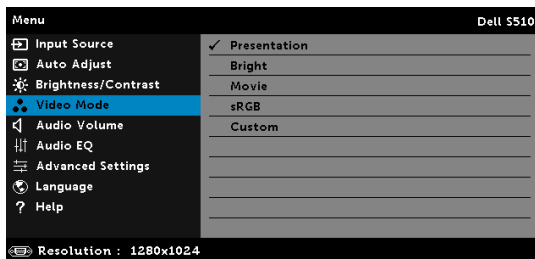 Menu Dell S510
Input Source
Auto Adjust
Brightness/Contrast
Video Mode
Audio Volume
Audio EQ
Advanced Settings
Language
? Help
✓ Presentation
Bright
Movie
sRGB
Custom
Resolution : 1280x1024